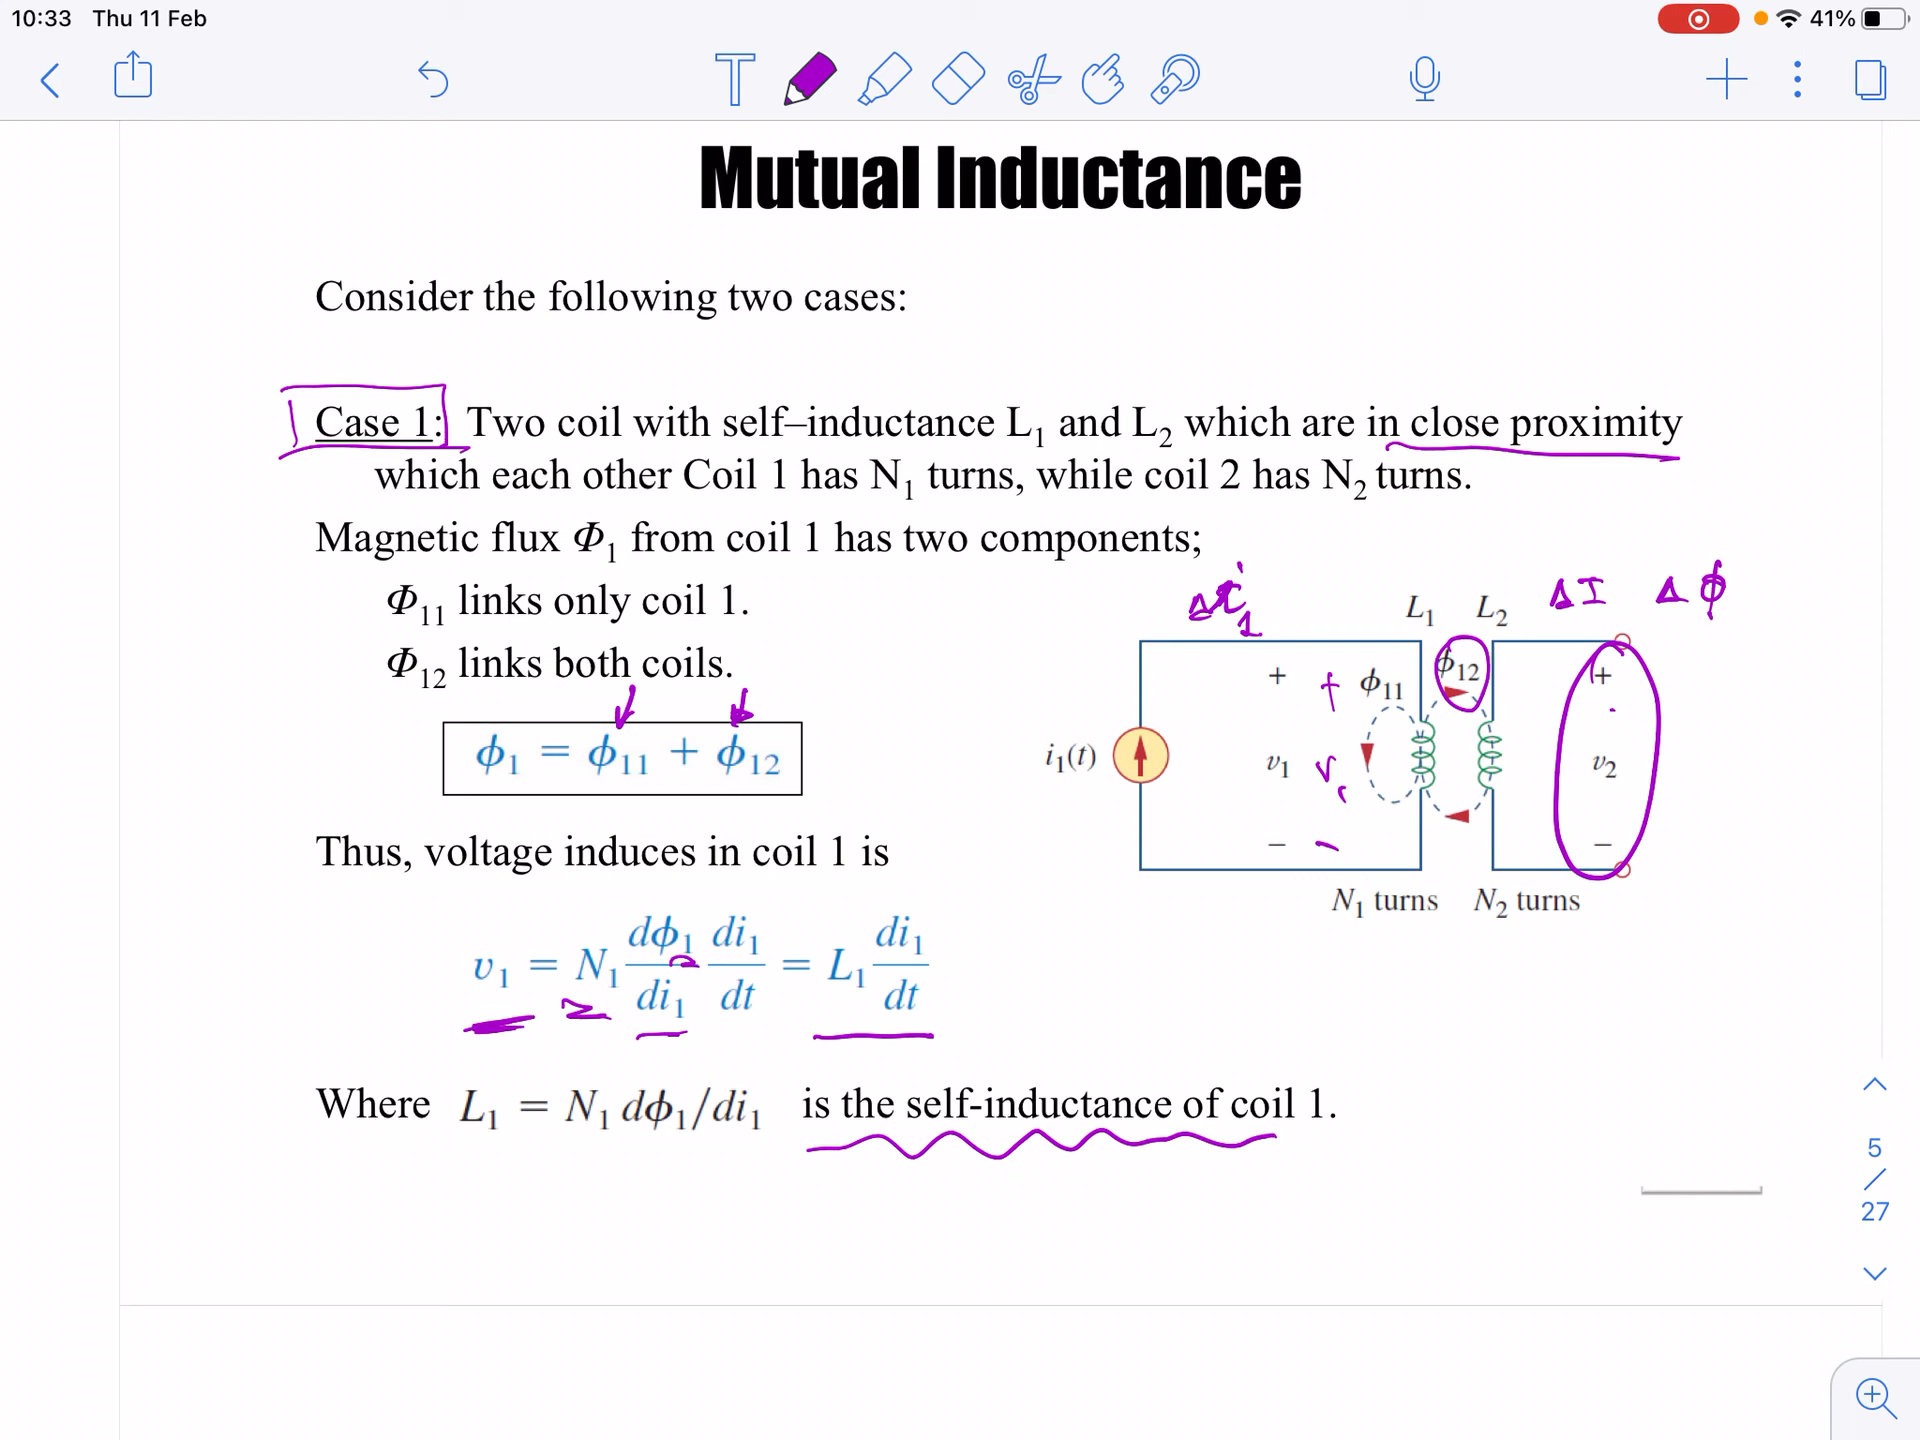 10:33 Thu 11 Feb 41%
Mutual Inductance
Consider the following two cases:
Case 1: Two coil with self–inductance L₁ and L₂ which are in close proximity
which each other Coil 1 has N₁ turns, while coil 2 has N₂ turns.
Magnetic flux Φ₁ from coil 1 has two components;
Φ₁₁ links only coil 1.
Φ₁₂ links both coils.
ϕ₁ = ϕ₁₁ + ϕ₁₂
Thus, voltage induces in coil 1 is
v₁ = N₁ dϕ₁/di₁ di₁/dt = L₁ di₁/dt
Where L₁ = N₁ dϕ₁/di₁ is the self-inductance of coil 1.
Δi₁
ΔI Δϕ
L₁ L₂
+ + ϕ₁₁ ϕ₁₂ +
i₁(t) v₁ v₁ v₂
− − −
N₁ turns N₂ turns
5
/
27